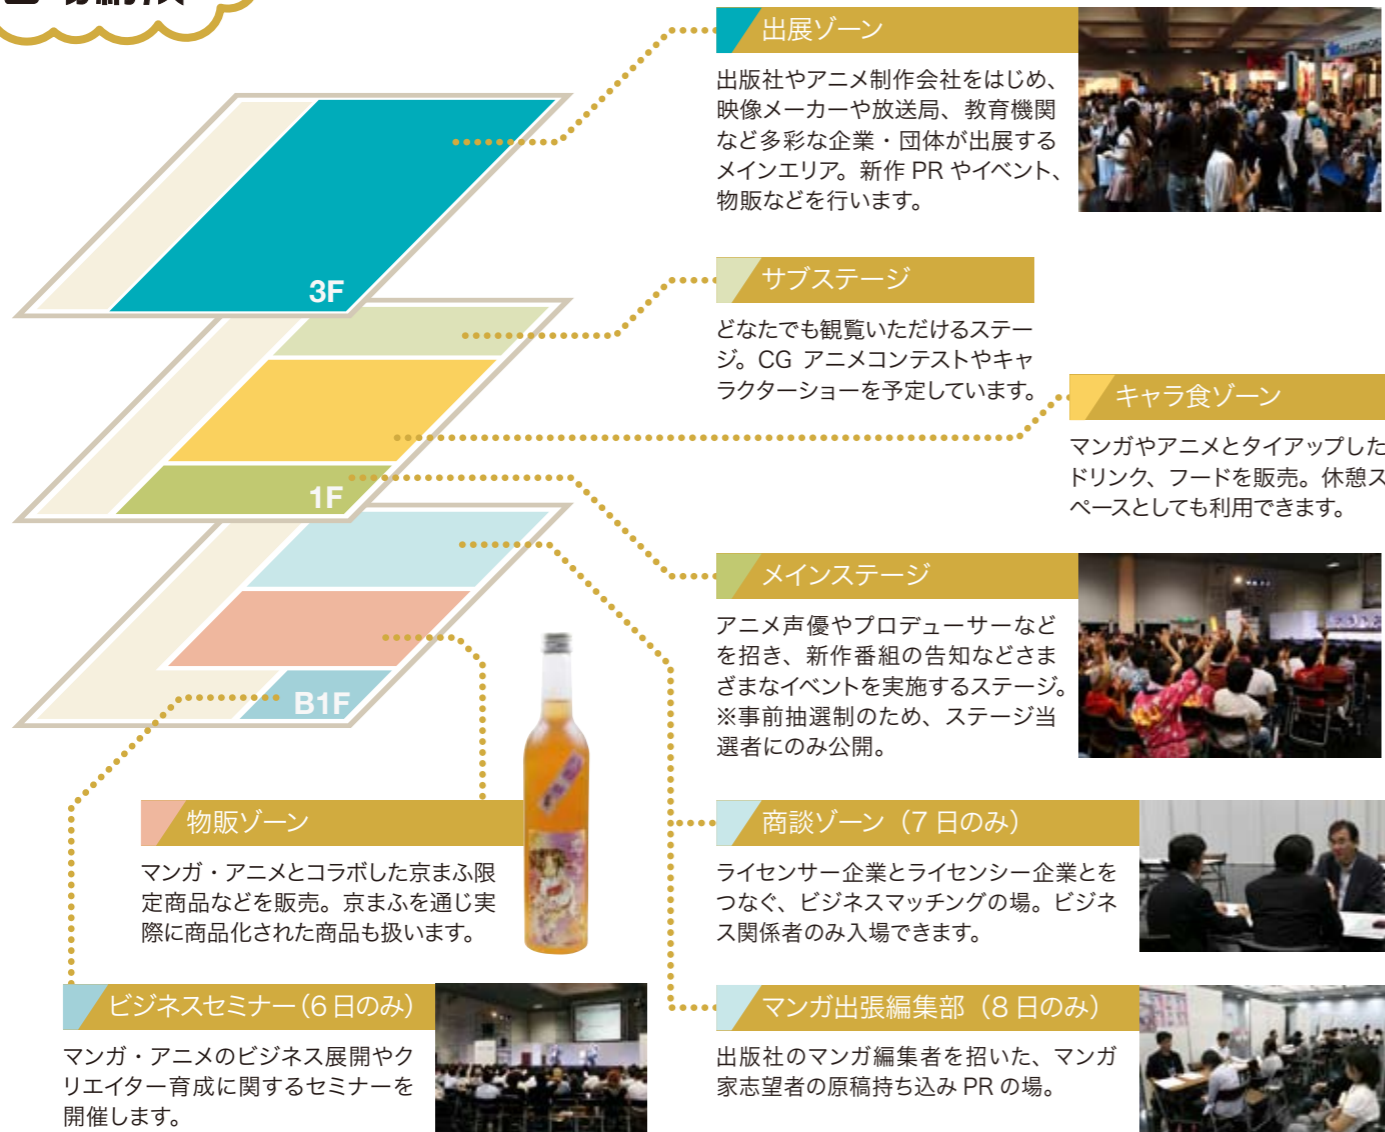 出展ゾーン
出版社やアニメ制作会社をはじめ、
映像メーカーや放送局、教育機関
など多彩な企業・団体が出展する
メインエリア。新作 PR やイベント、
物販などを行います。
3F
サブステージ
どなたでも観覧いただけるステー
ジ。CG アニメコンテストやキャ
ラクターショーを予定しています。
キャラ食ゾーン
マンガやアニメとタイアップした
ドリンク、フードを販売。休憩ス
ペースとしても利用できます。
1F
メインステージ
アニメ声優やプロデューサーなど
を招き、新作番組の告知などさま
ざまなイベントを実施するステージ。
※事前抽選制のため、ステージ当
選者にのみ公開。
B1F
物販ゾーン
マンガ・アニメとコラボした京まふ限
定商品などを販売。京まふを通じ実
際に商品化された商品も扱います。
商談ゾーン（7 日のみ）
ライセンサー企業とライセンシー企業とを
つなぐ、ビジネスマッチングの場。ビジネ
ス関係者のみ入場できます。
ビジネスセミナー（6 日のみ）
マンガ・アニメのビジネス展開やク
リエイター育成に関するセミナーを
開催します。
マンガ出張編集部（8 日のみ）
出版社のマンガ編集者を招いた、マンガ
家志望者の原稿持ち込み PR の場。